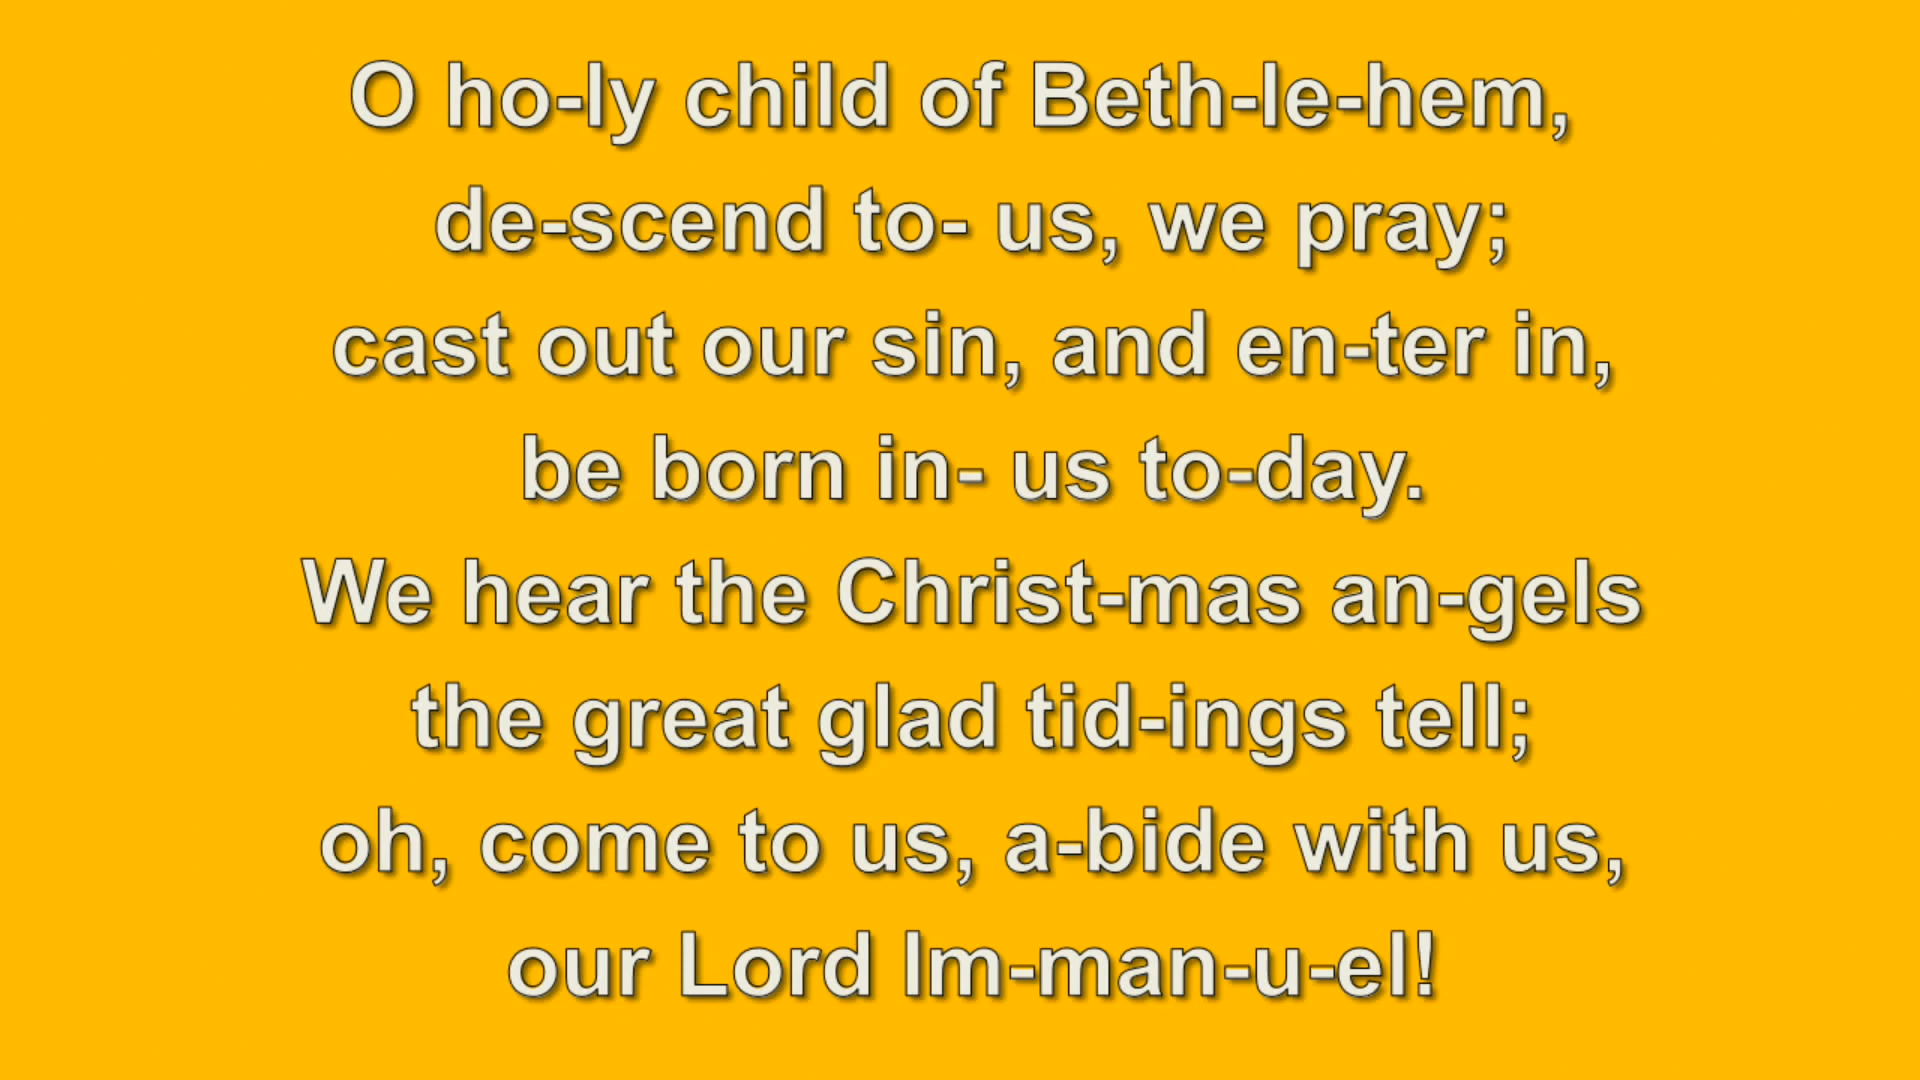 O ho-ly child of Beth-le-hem,
de-scend to- us, we pray;
cast out our sin, and en-ter in,
be born in- us to-day.
We hear the Christ-mas an-gels
the great glad tid-ings tell;
oh, come to us, a-bide with us,
our Lord Im-man-u-el!